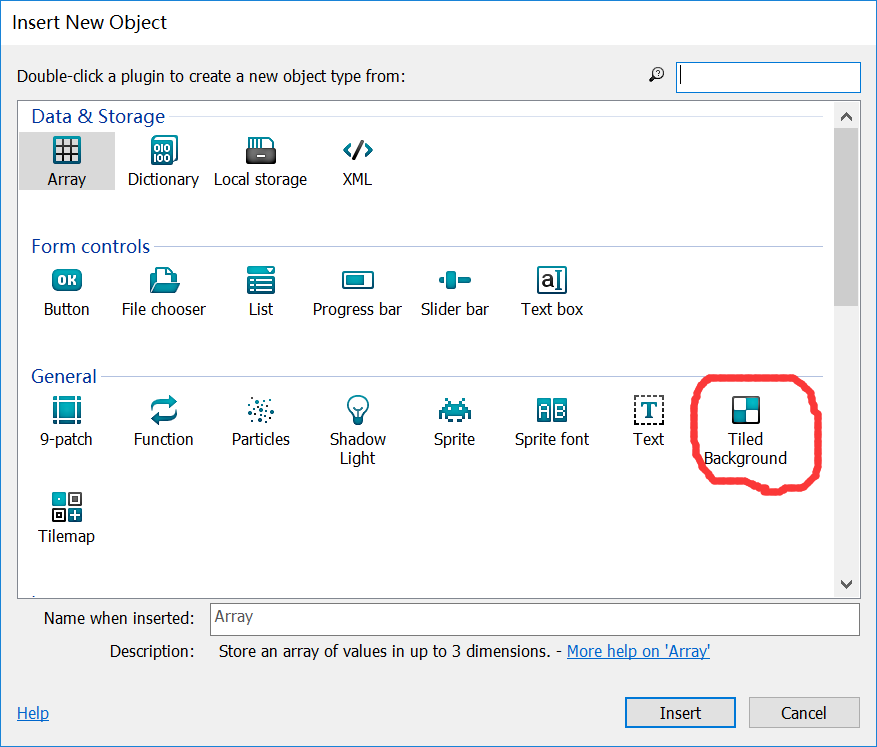 Insert New Object
Double-click a plugin to create a new object type from:
Data & Storage
Array
Dictionary
Local storage
XML
Form controls
OK
Button
File chooser
List
Progress bar
Slider bar
aI
Text box
General
9-patch
Function
Particles
Shadow
Light
Sprite
AB
Sprite font
T
Text
Tiled
Background
Tilemap
Name when inserted:
Array
Description:
Store an array of values in up to 3 dimensions. - More help on 'Array'
Help
Insert
Cancel